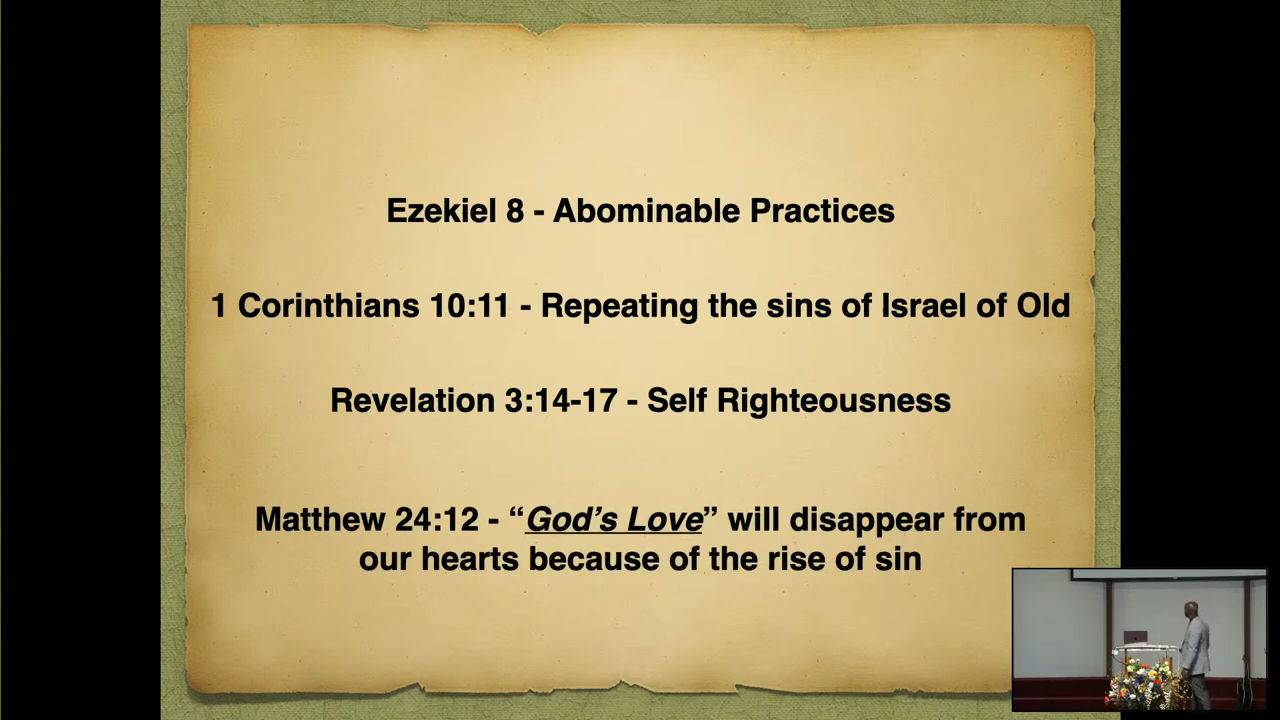 Ezekiel 8 - Abominable Practices
1 Corinthians 10:11 - Repeating the sins of Israel of Old
Revelation 3:14-17 - Self Righteousness
Matthew 24:12 - “God’s Love” will disappear from
our hearts because of the rise of sin